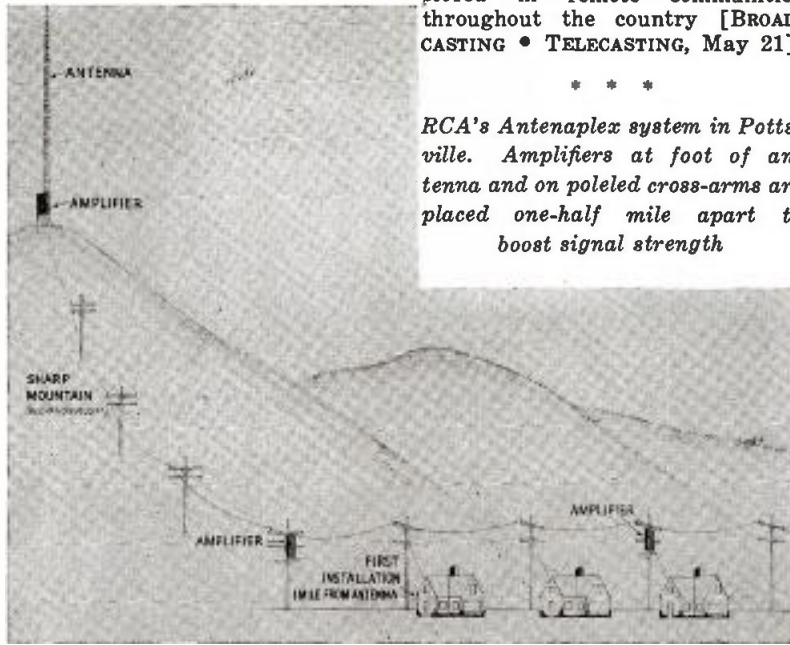 throughout the country [BROAD
CASTING • TELECASTING, May 21]
* * *
RCA's Antenaplex system in Potts
ville. Amplifiers at foot of an
tenna and on poleled cross-arms ar
placed one-half mile apart t
boost signal strength
ANTENNA
AMPLIFIER
SHARP
MOUNTAIN
AMPLIFIER
FIRST
INSTALLATION
1 MILE FROM ANTENNA
AMPLIFIER